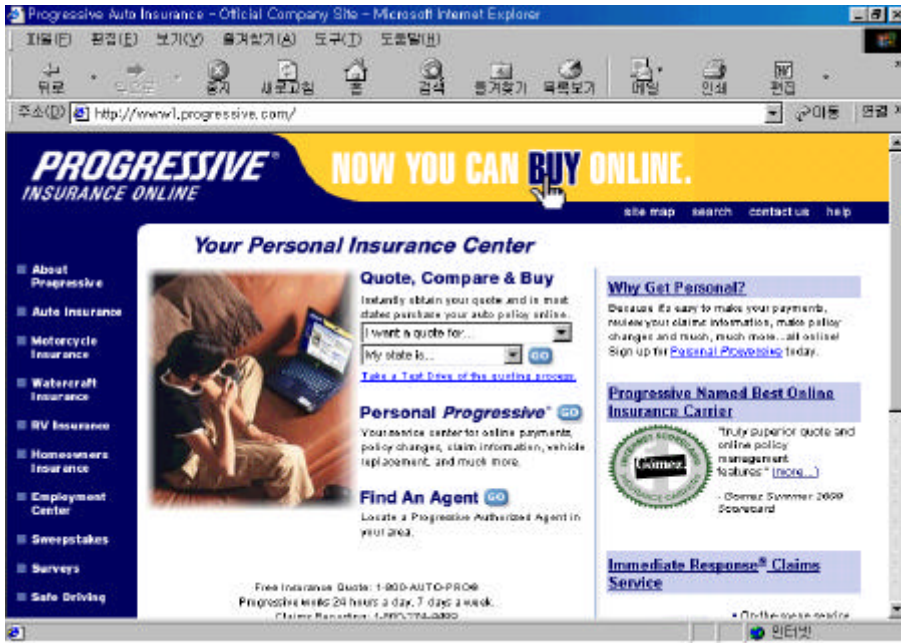 Progressive Auto Insurance - Official Company Site - Microsoft Internet Explorer
파일(F) 편집(E) 보기(V) 즐겨찾기(A) 도구(T) 도움말(H)
뒤로 중지 새로고침 홈 검색 즐겨찾기 목록보기 메일 인쇄 편집
주소(D) http://www1.progressive.com/ 이동 연결
PROGRESSIVE®
INSURANCE ONLINE
NOW YOU CAN BUY ONLINE.
site map search contact us help
Your Personal Insurance Center
About
Progressive
Auto Insurance
Motorcycle
Insurance
Watercraft
Insurance
RV Insurance
Homeowners
Insurance
Employment
Center
Sweepstakes
Surveys
Safe Driving
Quote, Compare & Buy
Instantly obtain your quote and in most
states purchase your auto policy online.
I want a quote for...
My state is... GO
Take a Test Drive of the quoting process.
Personal Progressive® GO
Your service center for online payments,
policy changes, claim information, vehicle
replacement, and much more.
Find An Agent GO
Locate a Progressive Authorized Agent in
your area.
Free Insurance Quote: 1-800-AUTO-PRO®
Progressive works 24 hours a day, 7 days a week.
Claims Reporting:
Why Get Personal?
Because it's easy to make your payments,
review your claims information, make policy
changes and much, much more...all online!
Sign up for Personal Progressive today.
Progressive Named Best Online
Insurance Carrier
INTERNET SCORECARD
Gómez
INSURANCE CARRIERS
"truly superior quote and
online policy
management
features." (more...)
- Gomez Summer 2000
Scorecard
Immediate Response® Claims
Service
인터넷